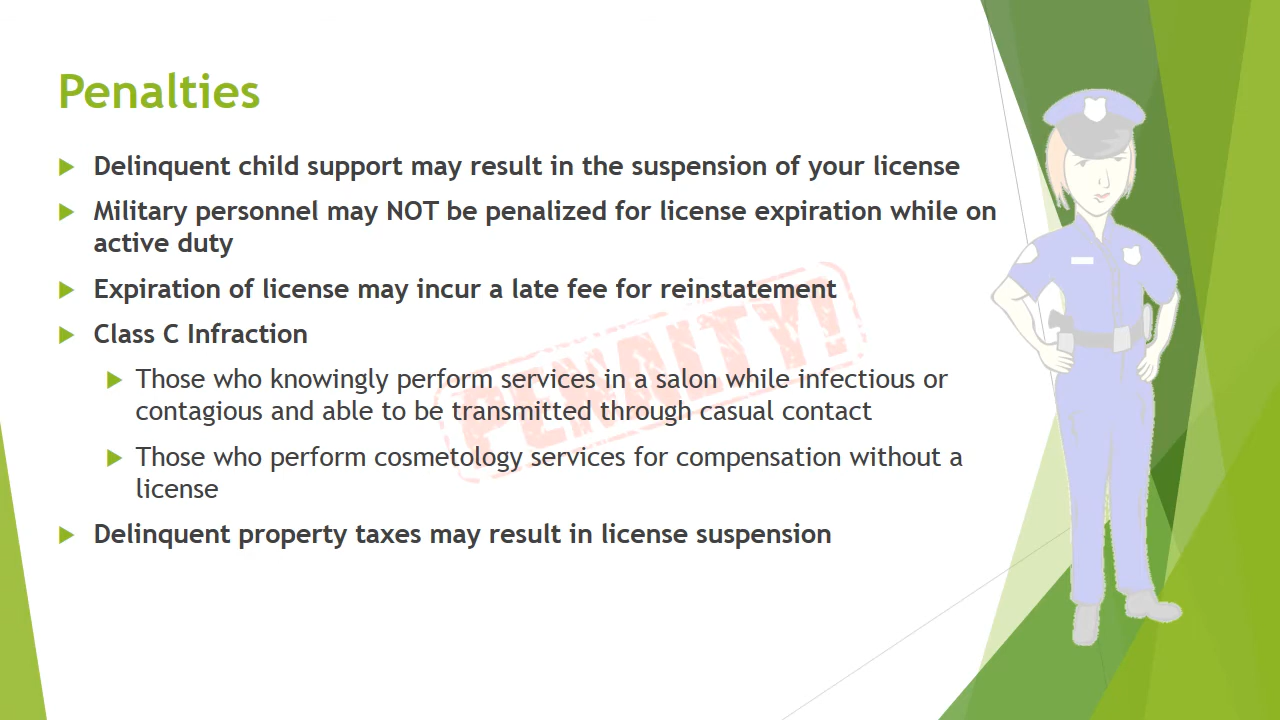 Penalties
Delinquent child support may result in the suspension of your license
Military personnel may NOT be penalized for license expiration while on
active duty
Expiration of license may incur a late fee for reinstatement
Class C Infraction
PENALTY!
Those who knowingly perform services in a salon while infectious or
contagious and able to be transmitted through casual contact
Those who perform cosmetology services for compensation without a
license
Delinquent property taxes may result in license suspension